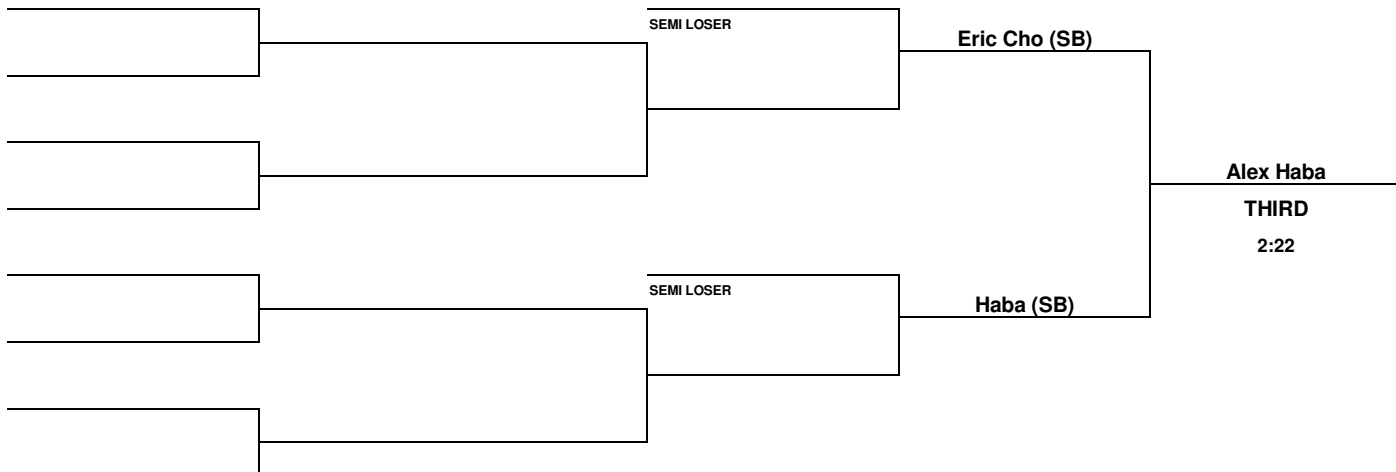 SEMI LOSER
Eric Cho (SB)
Alex Haba
THIRD
2:22
SEMI LOSER
Haba (SB)